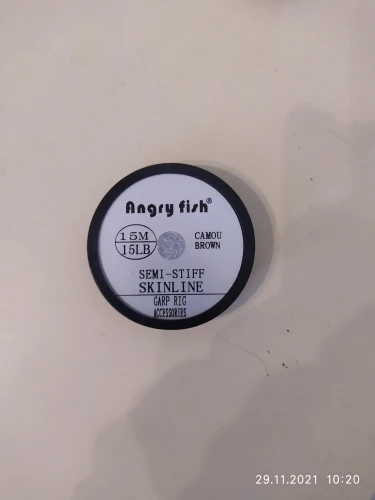 Angry fish®
15M
15LB
CAMOU
BROWN
SEMI-STIFF
SKINLINE
CARP RIG
ACCESSORIES
29.11.2021 10:20